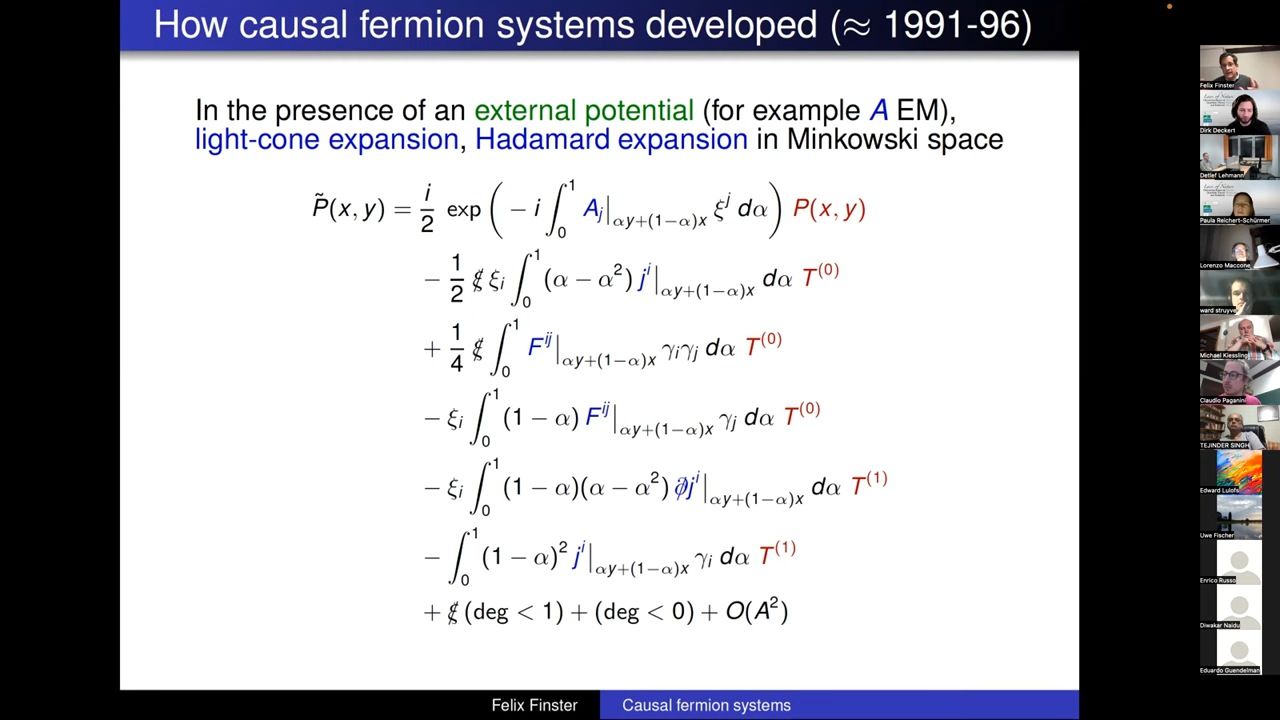 How causal fermion systems developed (≈ 1991-96)
In the presence of an external potential (for example A EM),
light-cone expansion, Hadamard expansion in Minkowski space
P̃(x, y) = i/2 exp ( − i ∫₀¹ A_j|_{αy+(1−α)x} ξ^j dα ) P(x, y)
− 1/2 ξ̸ ξ_i ∫₀¹ (α − α²) j^i|_{αy+(1−α)x} dα T^(0)
+ 1/4 ξ̸ ∫₀¹ F^{ij}|_{αy+(1−α)x} γ_i γ_j dα T^(0)
− ξ_i ∫₀¹ (1 − α) F^{ij}|_{αy+(1−α)x} γ_j dα T^(0)
− ξ_i ∫₀¹ (1 − α)(α − α²) ∂̸j^i|_{αy+(1−α)x} dα T^(1)
− ∫₀¹ (1 − α)² j^i|_{αy+(1−α)x} γ_i dα T^(1)
+ ξ̸ (deg < 1) + (deg < 0) + O(A²)
Felix Finster
Causal fermion systems
Felix Finster
Dirk Deckert
Detlef Lehmann
Paula Reichert-Schürmer
Lorenzo Maccone
ward struyve
Michael Kiessling
Claudio Paganini
TEJINDER SINGH
Edward Lulofs
Uwe Fischer
Enrico Russo
Diwakar Naidu
Eduardo Guendelman